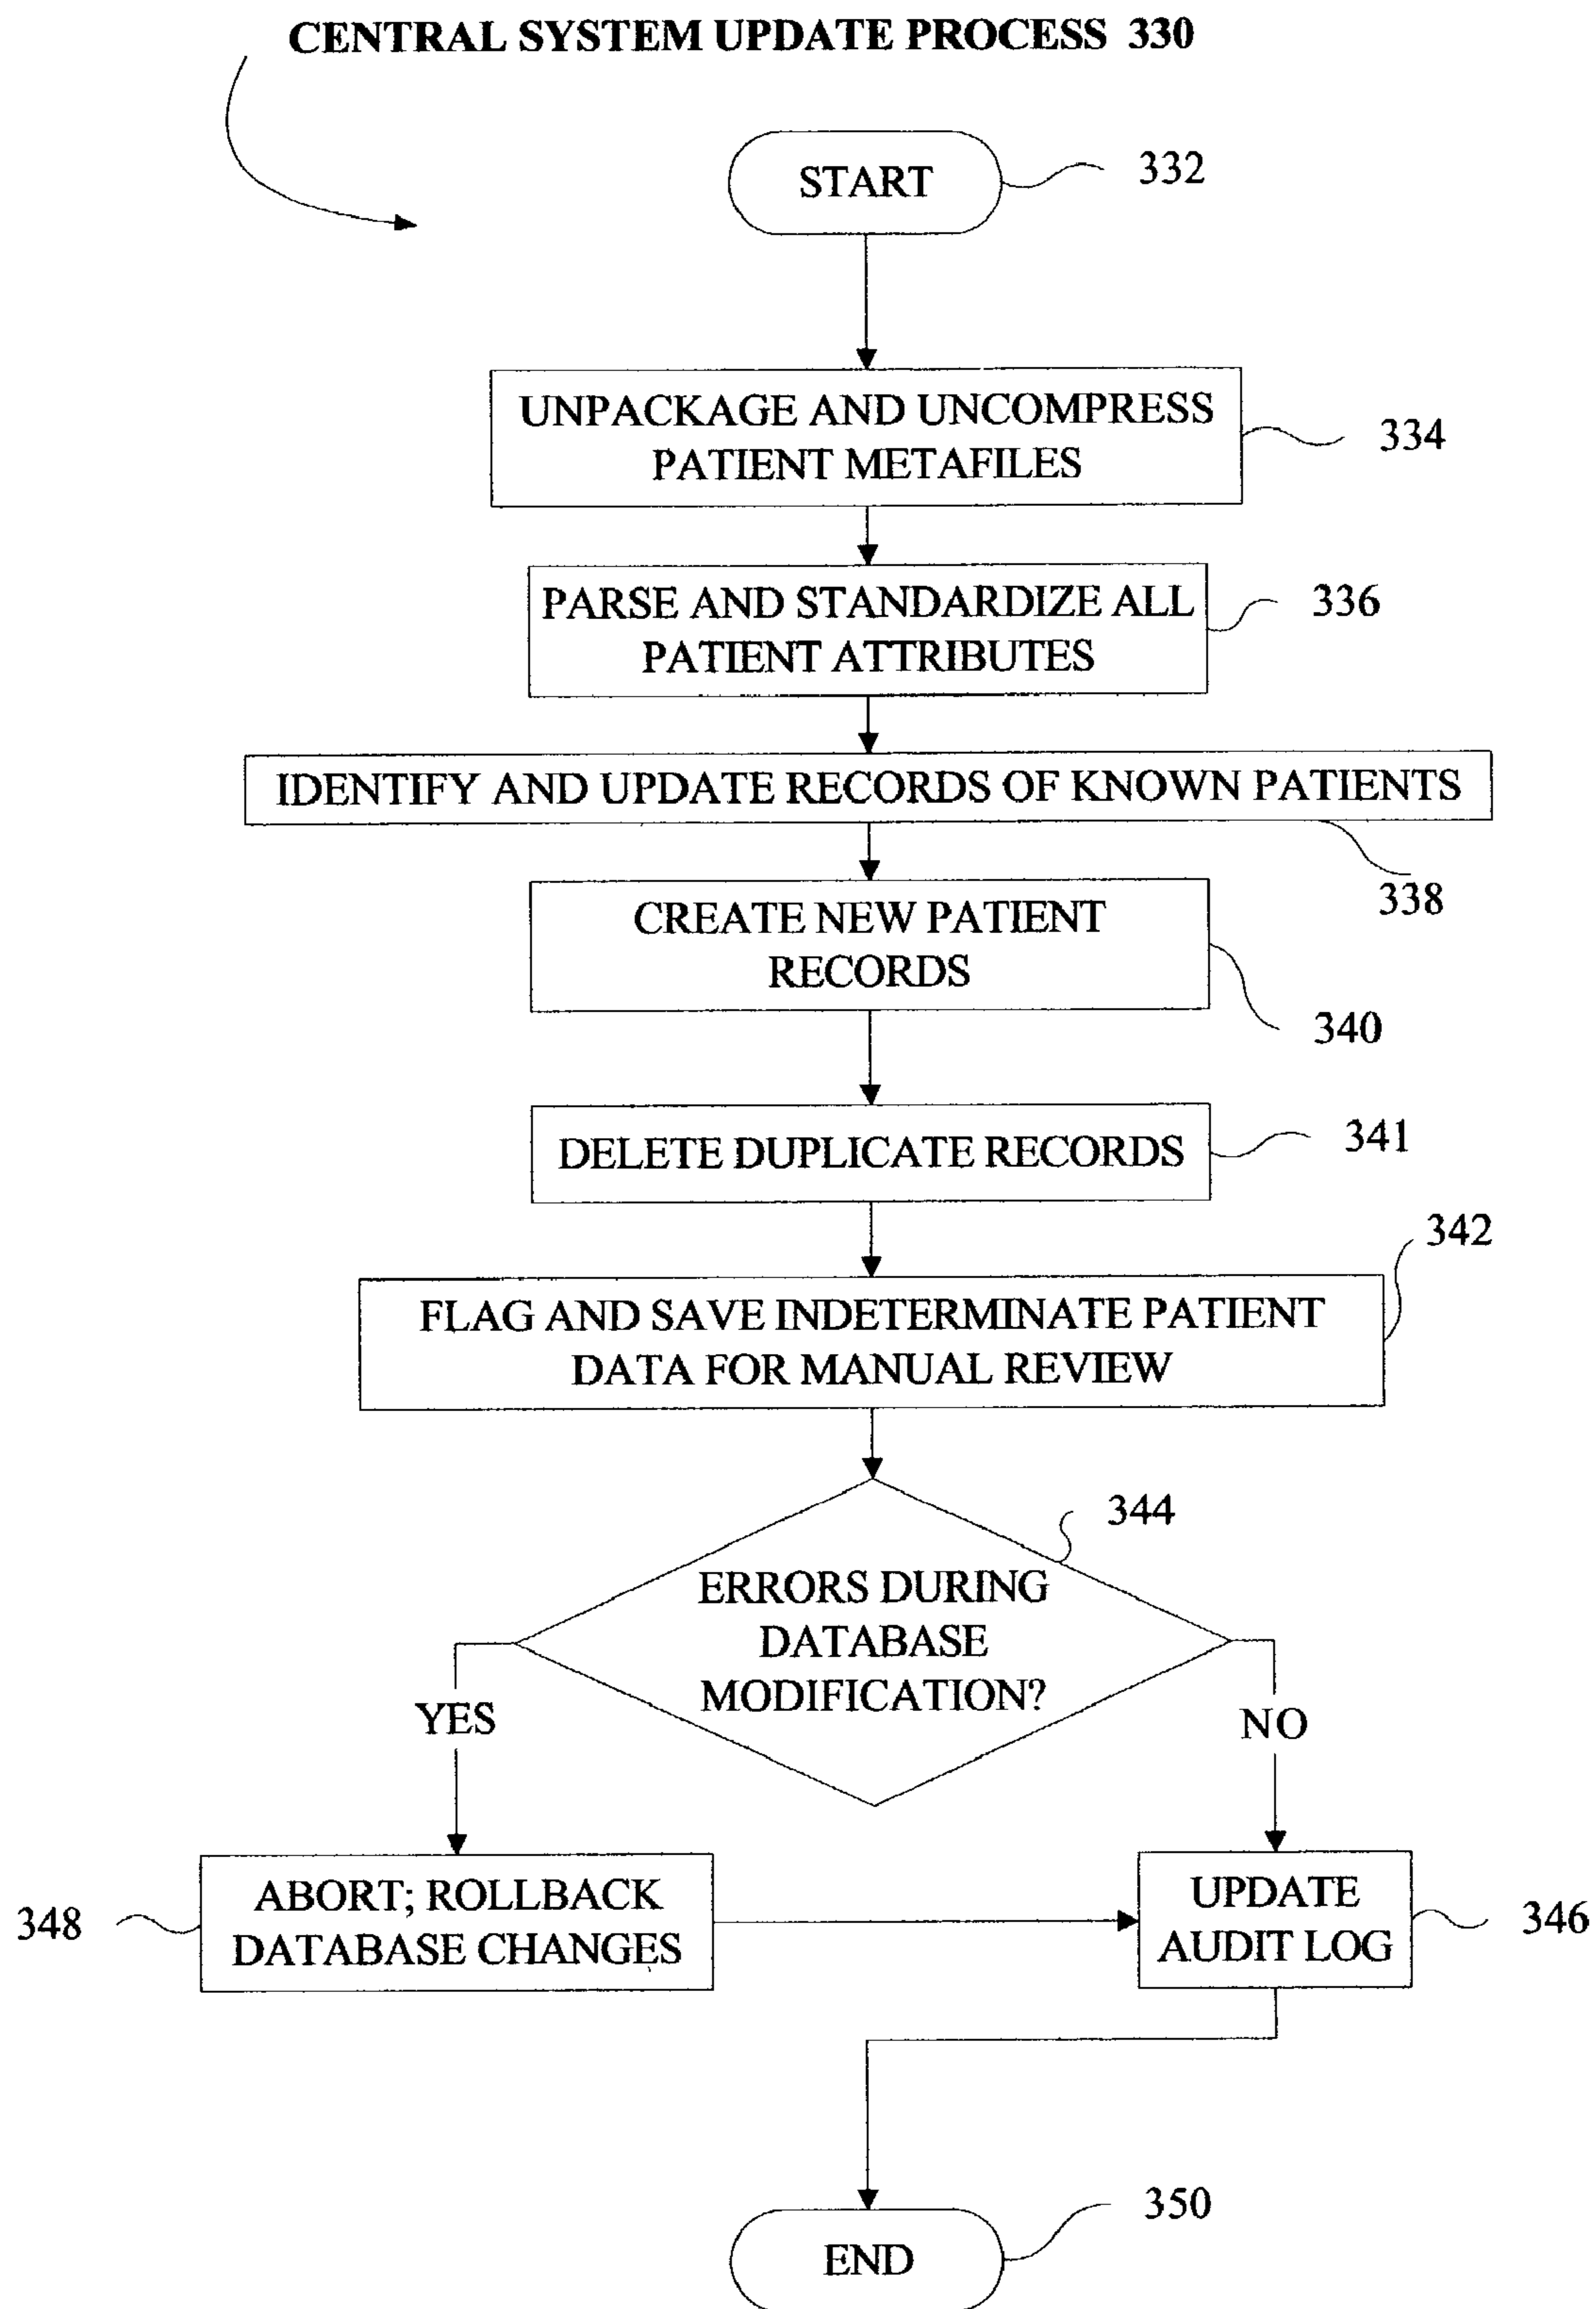 CENTRAL SYSTEM UPDATE PROCESS 330
START
332
UNPACKAGE AND UNCOMPRESS
PATIENT METAFILES
334
PARSE AND STANDARDIZE ALL
PATIENT ATTRIBUTES
336
IDENTIFY AND UPDATE RECORDS OF KNOWN PATIENTS
338
CREATE NEW PATIENT
RECORDS
340
DELETE DUPLICATE RECORDS
341
342
FLAG AND SAVE INDETERMINATE PATIENT
DATA FOR MANUAL REVIEW
344
ERRORS DURING
DATABASE
MODIFICATION?
YES
NO
348
ABORT; ROLLBACK
DATABASE CHANGES
UPDATE
AUDIT LOG
346
350
END